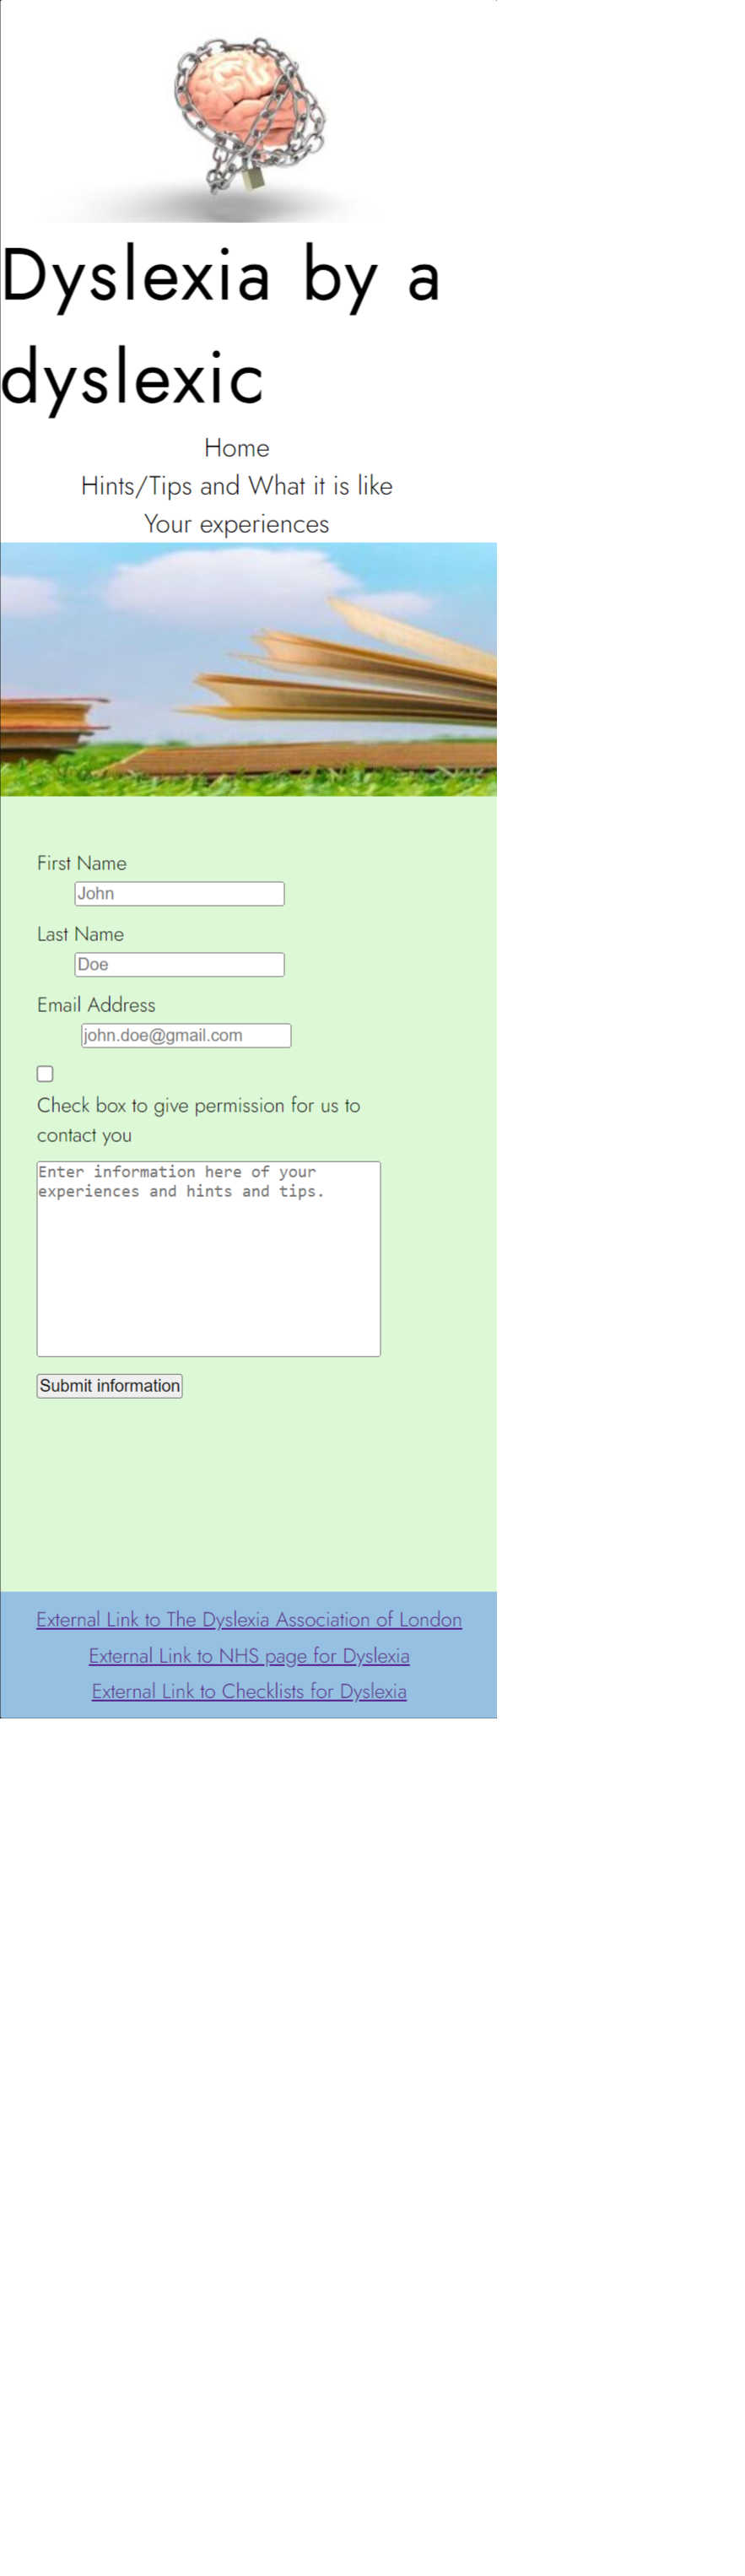 Dyslexia by a
dyslexic
Home
Hints/Tips and What it is like
Your experiences
First Name
John
Last Name
Doe
Email Address
john.doe@gmail.com
Check box to give permission for us to
contact you
Enter information here of your
experiences and hints and tips.
Submit information
External Link to The Dyslexia Association of London
External Link to NHS page for Dyslexia
External Link to Checklists for Dyslexia